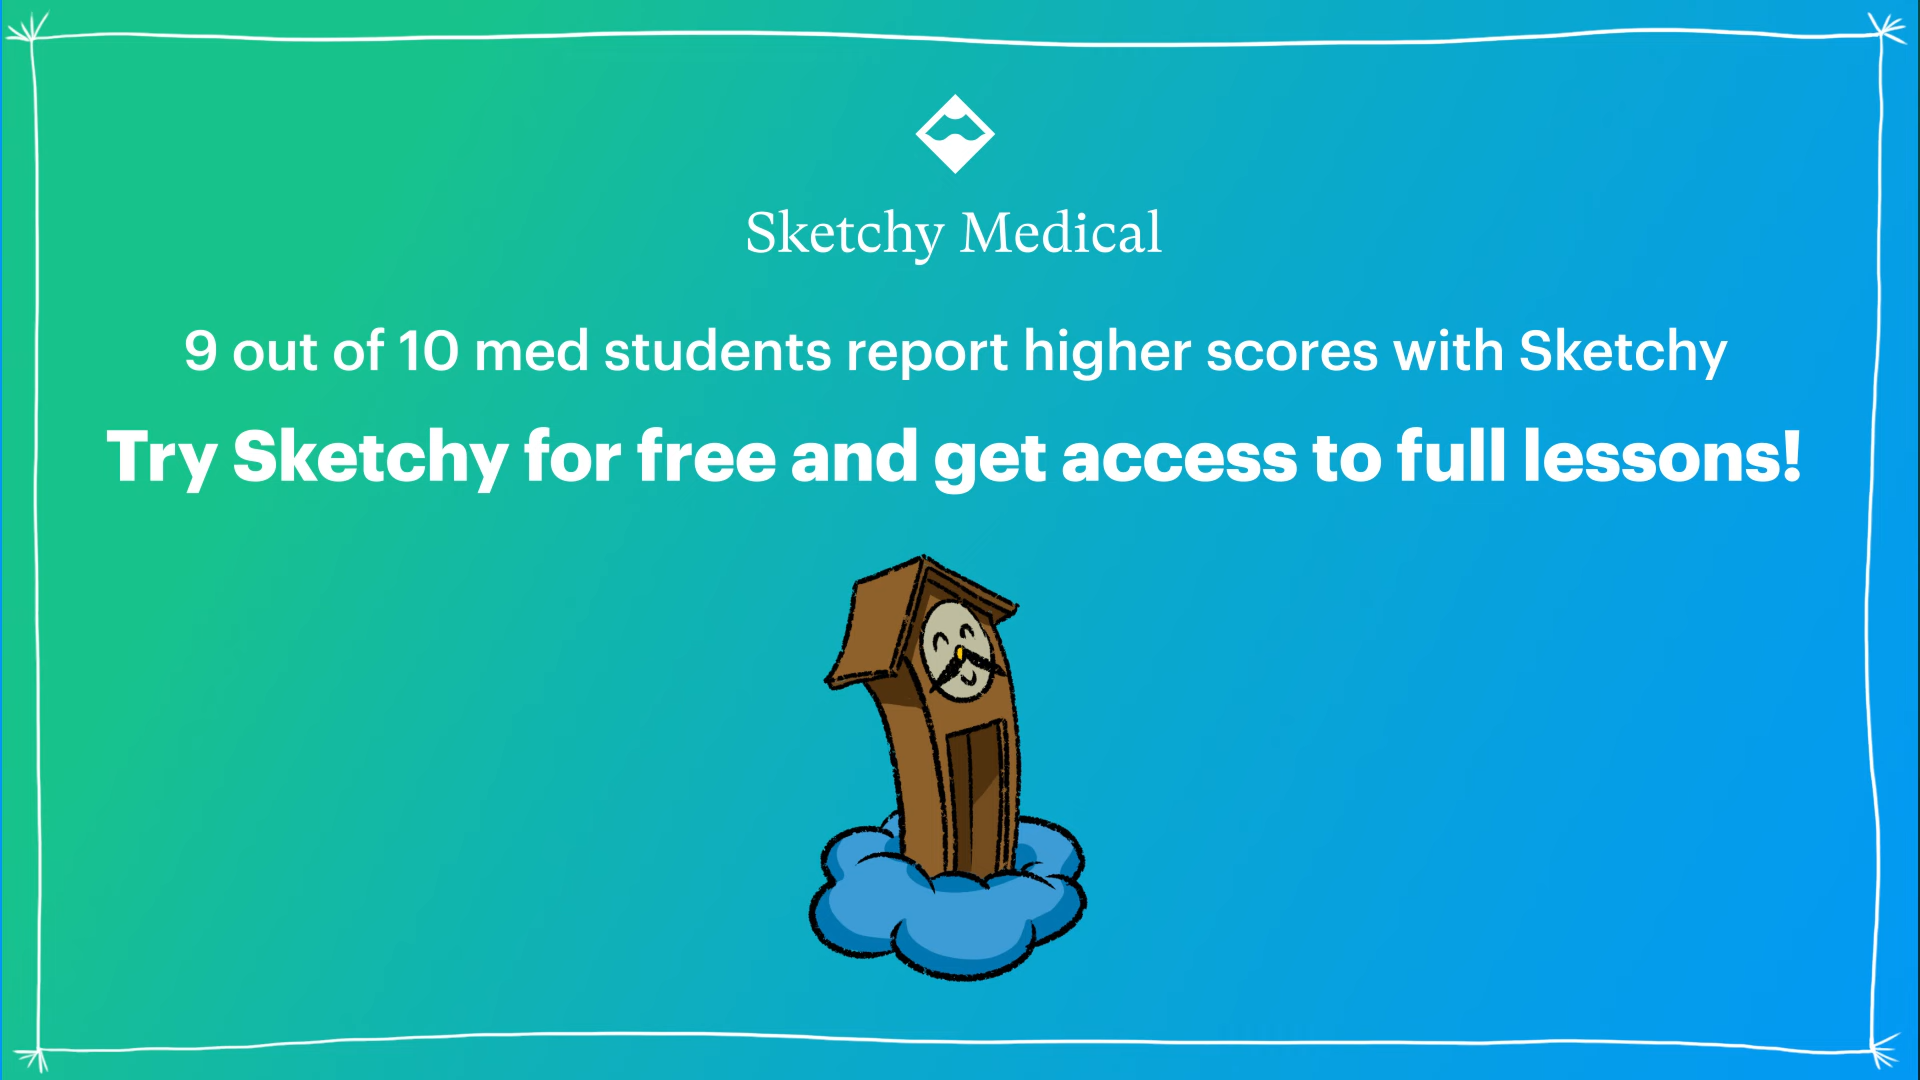 Sketchy Medical
9 out of 10 med students report higher scores with Sketchy
Try Sketchy for free and get access to full lessons!